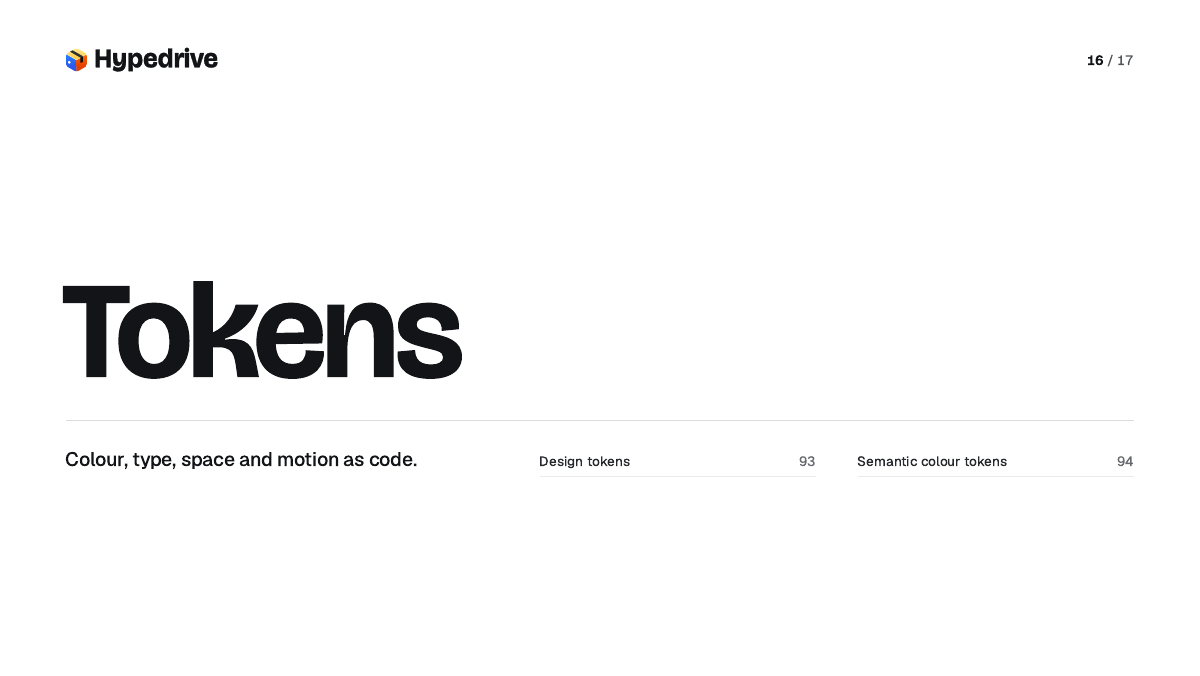 Hypedrive
16 / 17
Tokens
Colour, type, space and motion as code.
Design tokens 93
Semantic colour tokens 94